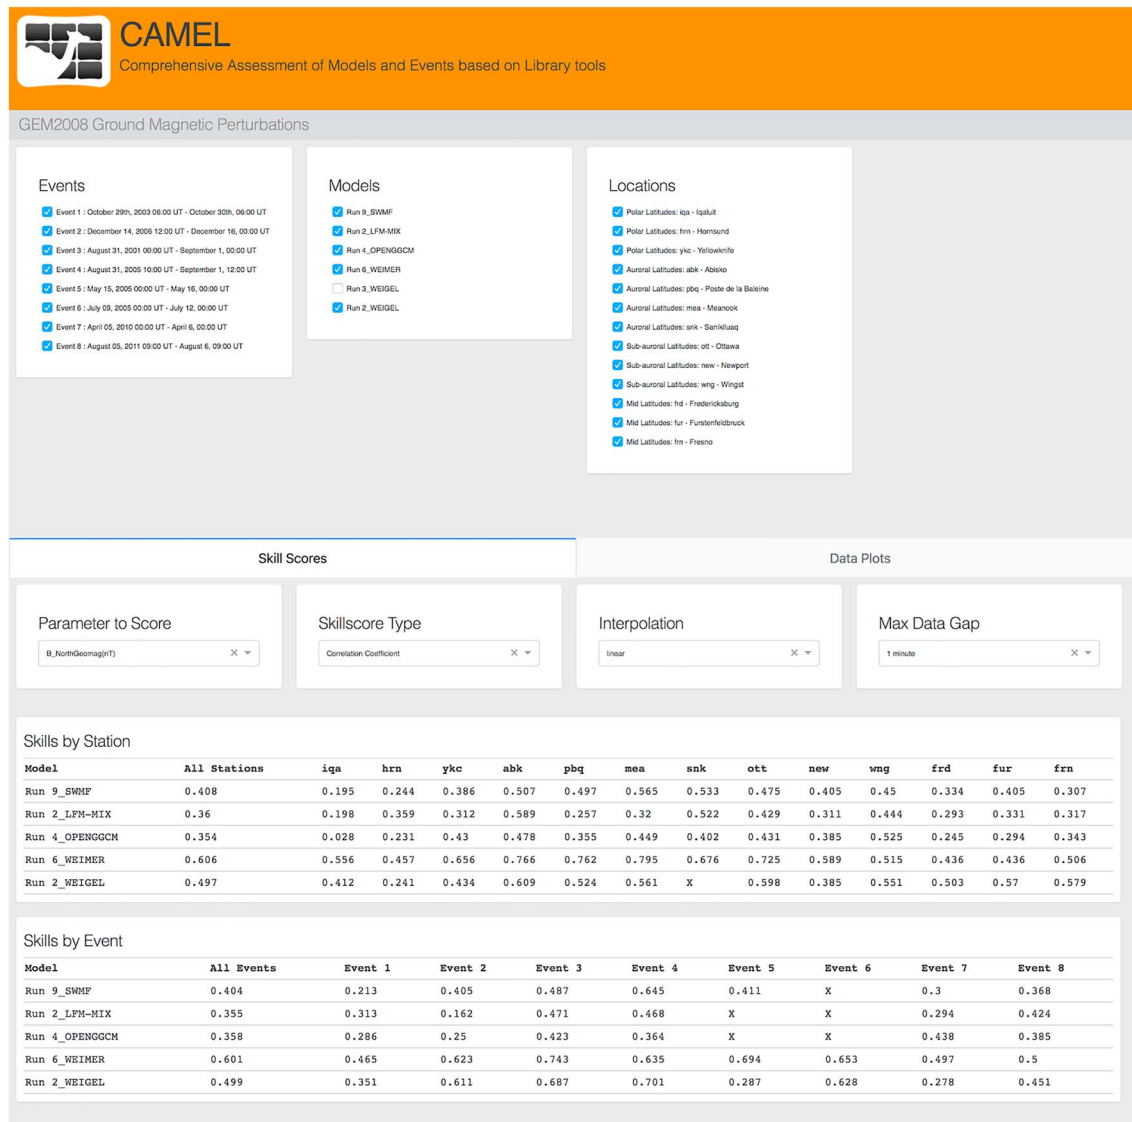 CAMEL
Comprehensive Assessment of Models and Events based on Library tools
GEM2008 Ground Magnetic Perturbations
Events
Event 1 : October 29th, 2003 06:00 UT - October 30th, 06:00 UT
Event 2 : December 14, 2006 12:00 UT - December 16, 00:00 UT
Event 3 : August 31, 2001 00:00 UT - September 1, 00:00 UT
Event 4 : August 31, 2005 10:00 UT - September 1, 12:00 UT
Event 5 : May 15, 2005 00:00 UT - May 16, 00:00 UT
Event 6 : July 09, 2005 00:00 UT - July 12, 00:00 UT
Event 7 : April 05, 2010 00:00 UT - April 6, 00:00 UT
Event 8 : August 05, 2011 09:00 UT - August 6, 09:00 UT
Models
Run 9_SWMF
Run 2_LFM-MIX
Run 4_OPENGGCM
Run 6_WEIMER
Run 3_WEIGEL
Run 2_WEIGEL
Locations
Polar Latitudes: iqa - Iqaluit
Polar Latitudes: hrn - Hornsund
Polar Latitudes: ykc - Yellowknife
Auroral Latitudes: abk - Abisko
Auroral Latitudes: pbq - Poste de la Baleine
Auroral Latitudes: mea - Meanook
Auroral Latitudes: snk - Sanikiluaq
Sub-auroral Latitudes: ott - Ottawa
Sub-auroral Latitudes: new - Newport
Sub-auroral Latitudes: wng - Wingst
Mid Latitudes: frd - Fredericksburg
Mid Latitudes: fur - Furstenfeldbruck
Mid Latitudes: frn - Fresno
Skill Scores
Data Plots
Parameter to Score
B_NorthGeomag(nT)
Skillscore Type
Correlation Coefficient
Interpolation
linear
Max Data Gap
1 minute
Skills by Station
Model All Stations iqa hrn ykc abk pbq mea snk ott new wng frd fur frn
Run 9_SWMF 0.408 0.195 0.244 0.386 0.507 0.497 0.565 0.533 0.475 0.405 0.45 0.334 0.405 0.307
Run 2_LFM-MIX 0.36 0.198 0.359 0.312 0.589 0.257 0.32 0.522 0.429 0.311 0.444 0.293 0.331 0.317
Run 4_OPENGGCM 0.354 0.028 0.231 0.43 0.478 0.355 0.449 0.402 0.431 0.385 0.525 0.245 0.294 0.343
Run 6_WEIMER 0.606 0.556 0.457 0.656 0.766 0.762 0.795 0.676 0.725 0.589 0.515 0.436 0.436 0.506
Run 2_WEIGEL 0.497 0.412 0.241 0.434 0.609 0.524 0.561 X 0.598 0.385 0.551 0.503 0.57 0.579
Skills by Event
Model All Events Event 1 Event 2 Event 3 Event 4 Event 5 Event 6 Event 7 Event 8
Run 9_SWMF 0.404 0.213 0.405 0.487 0.645 0.411 X 0.3 0.368
Run 2_LFM-MIX 0.355 0.313 0.162 0.471 0.468 X X 0.294 0.424
Run 4_OPENGGCM 0.358 0.286 0.25 0.423 0.364 X X 0.438 0.385
Run 6_WEIMER 0.601 0.465 0.623 0.743 0.635 0.694 0.653 0.497 0.5
Run 2_WEIGEL 0.499 0.351 0.611 0.687 0.701 0.287 0.628 0.278 0.451